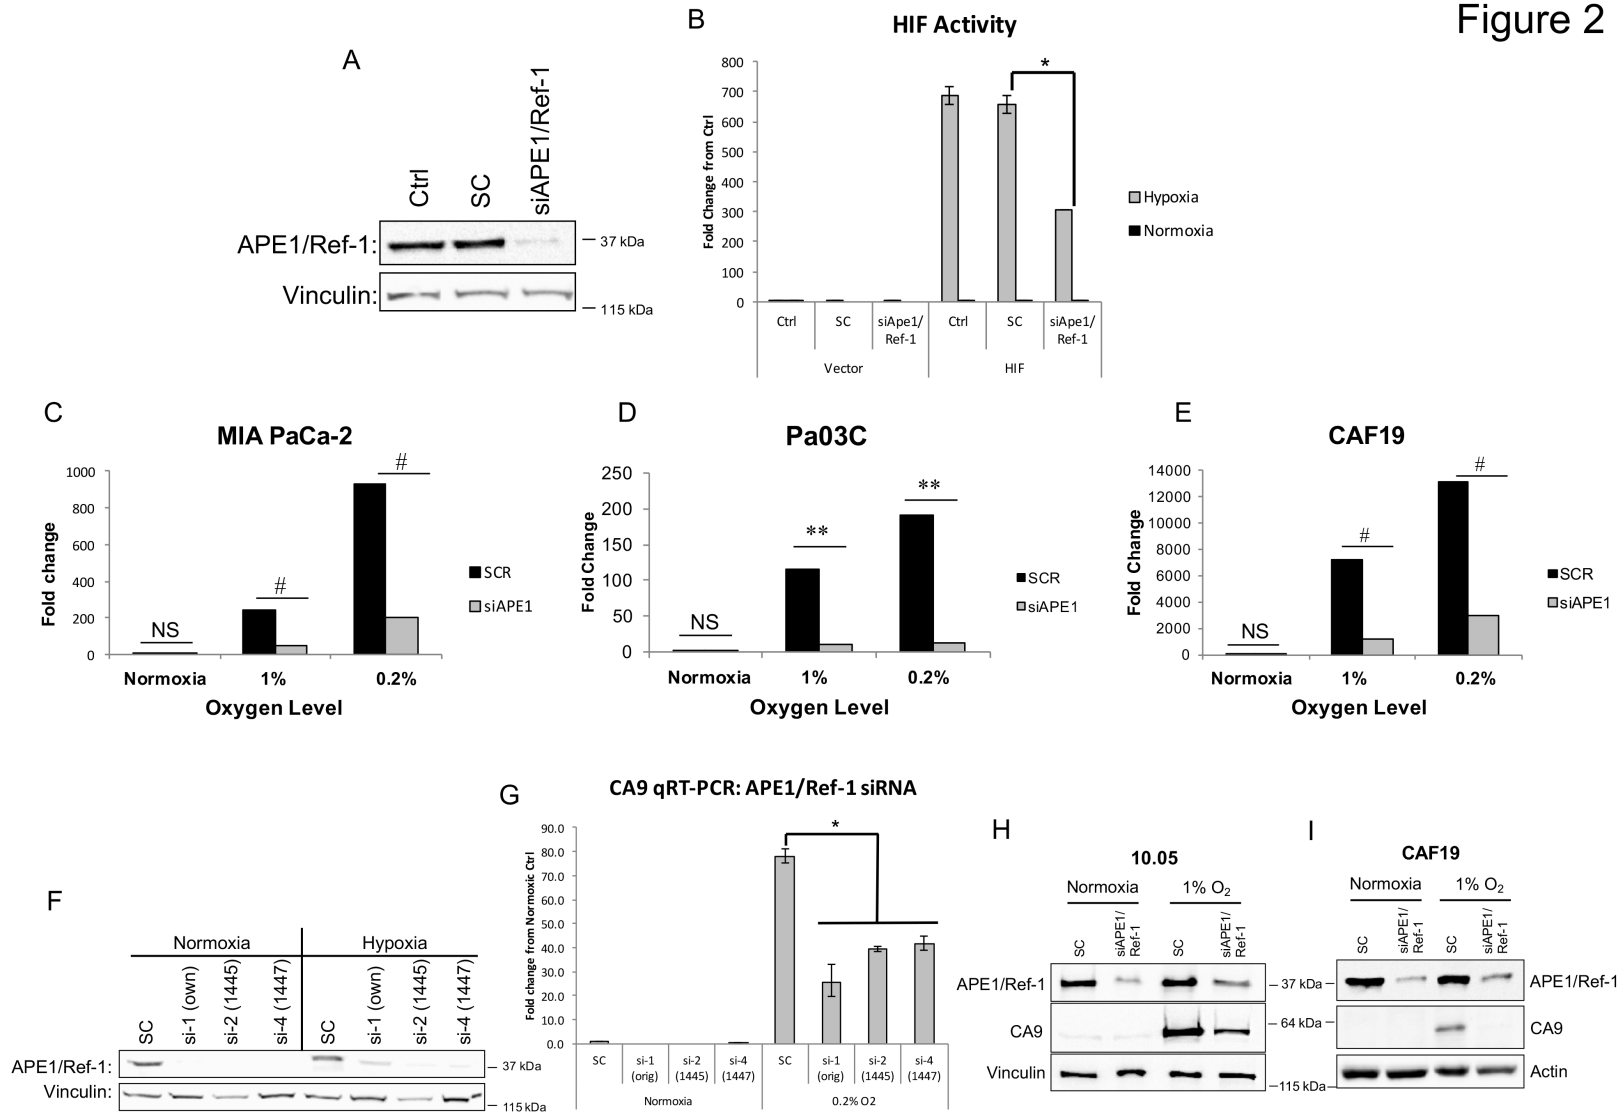 Figure 2
A
Ctrl
SC
siAPE1/Ref-1
APE1/Ref-1:
37 kDa
Vinculin:
115 kDa
B
HIF Activity
Fold Change from Ctrl
800
700
600
500
400
300
200
100
0
*
Hypoxia
Normoxia
Ctrl SC siApe1/ Ctrl SC siApe1/
Ref-1 Ref-1
Vector HIF
C
MIA PaCa-2
Fold change
1000
800
600
400
200
0
NS # #
SCR
siAPE1
Normoxia 1% 0.2%
Oxygen Level
D
Pa03C
Fold Change
250
200
150
100
50
0
NS ** **
SCR
siAPE1
Normoxia 1% 0.2%
Oxygen Level
E
CAF19
Fold Change
14000
12000
10000
8000
6000
4000
2000
0
NS # #
SCR
siAPE1
Normoxia 1% 0.2%
Oxygen Level
F
Normoxia Hypoxia
SC
si-1 (own)
si-2 (1445)
si-4 (1447)
SC
si-1 (own)
si-2 (1445)
si-4 (1447)
APE1/Ref-1:
37 kDa
Vinculin:
115 kDa
G
CA9 qRT-PCR: APE1/Ref-1 siRNA
Fold change from Normoxic Ctrl
90.0
80.0
70.0
60.0
50.0
40.0
30.0
20.0
10.0
0.0
*
SC si-1 si-2 si-4 SC si-1 si-2 si-4
(orig) (1445) (1447) (orig) (1445) (1447)
Normoxia 0.2% O2
H
10.05
Normoxia 1% O₂
SC
siAPE1/
Ref-1
SC
siAPE1/
Ref-1
APE1/Ref-1
CA9
Vinculin
37 kDa
64 kDa
115 kDa
I
CAF19
Normoxia 1% O₂
SC
siAPE1/
Ref-1
SC
siAPE1/
Ref-1
APE1/Ref-1
CA9
Actin